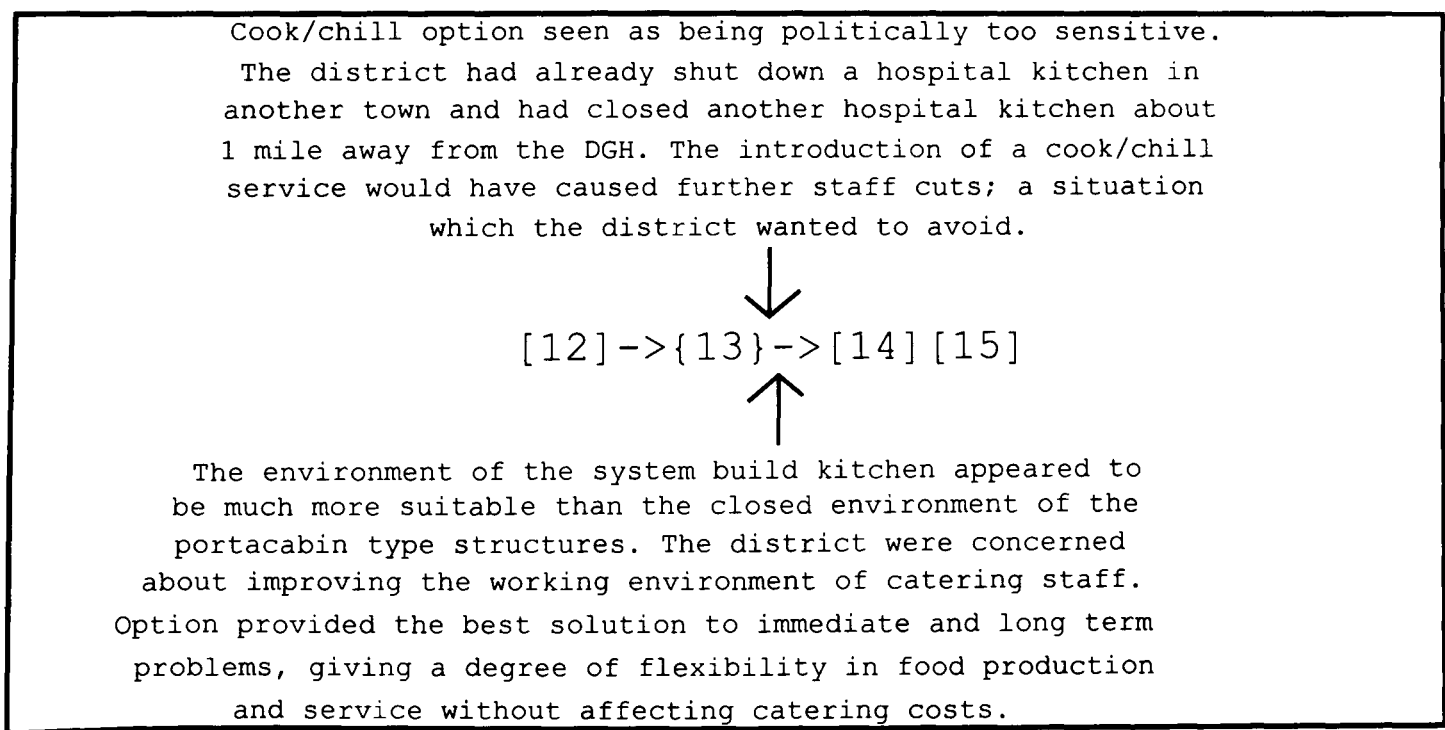 Cook/chill option seen as being politically too sensitive.
The district had already shut down a hospital kitchen in
another town and had closed another hospital kitchen about
1 mile away from the DGH. The introduction of a cook/chill
service would have caused further staff cuts; a situation
which the district wanted to avoid.
[12]->{13}->[14][15]
The environment of the system build kitchen appeared to
be much more suitable than the closed environment of the
portacabin type structures. The district were concerned
about improving the working environment of catering staff.
Option provided the best solution to immediate and long term
problems, giving a degree of flexibility in food production
and service without affecting catering costs.